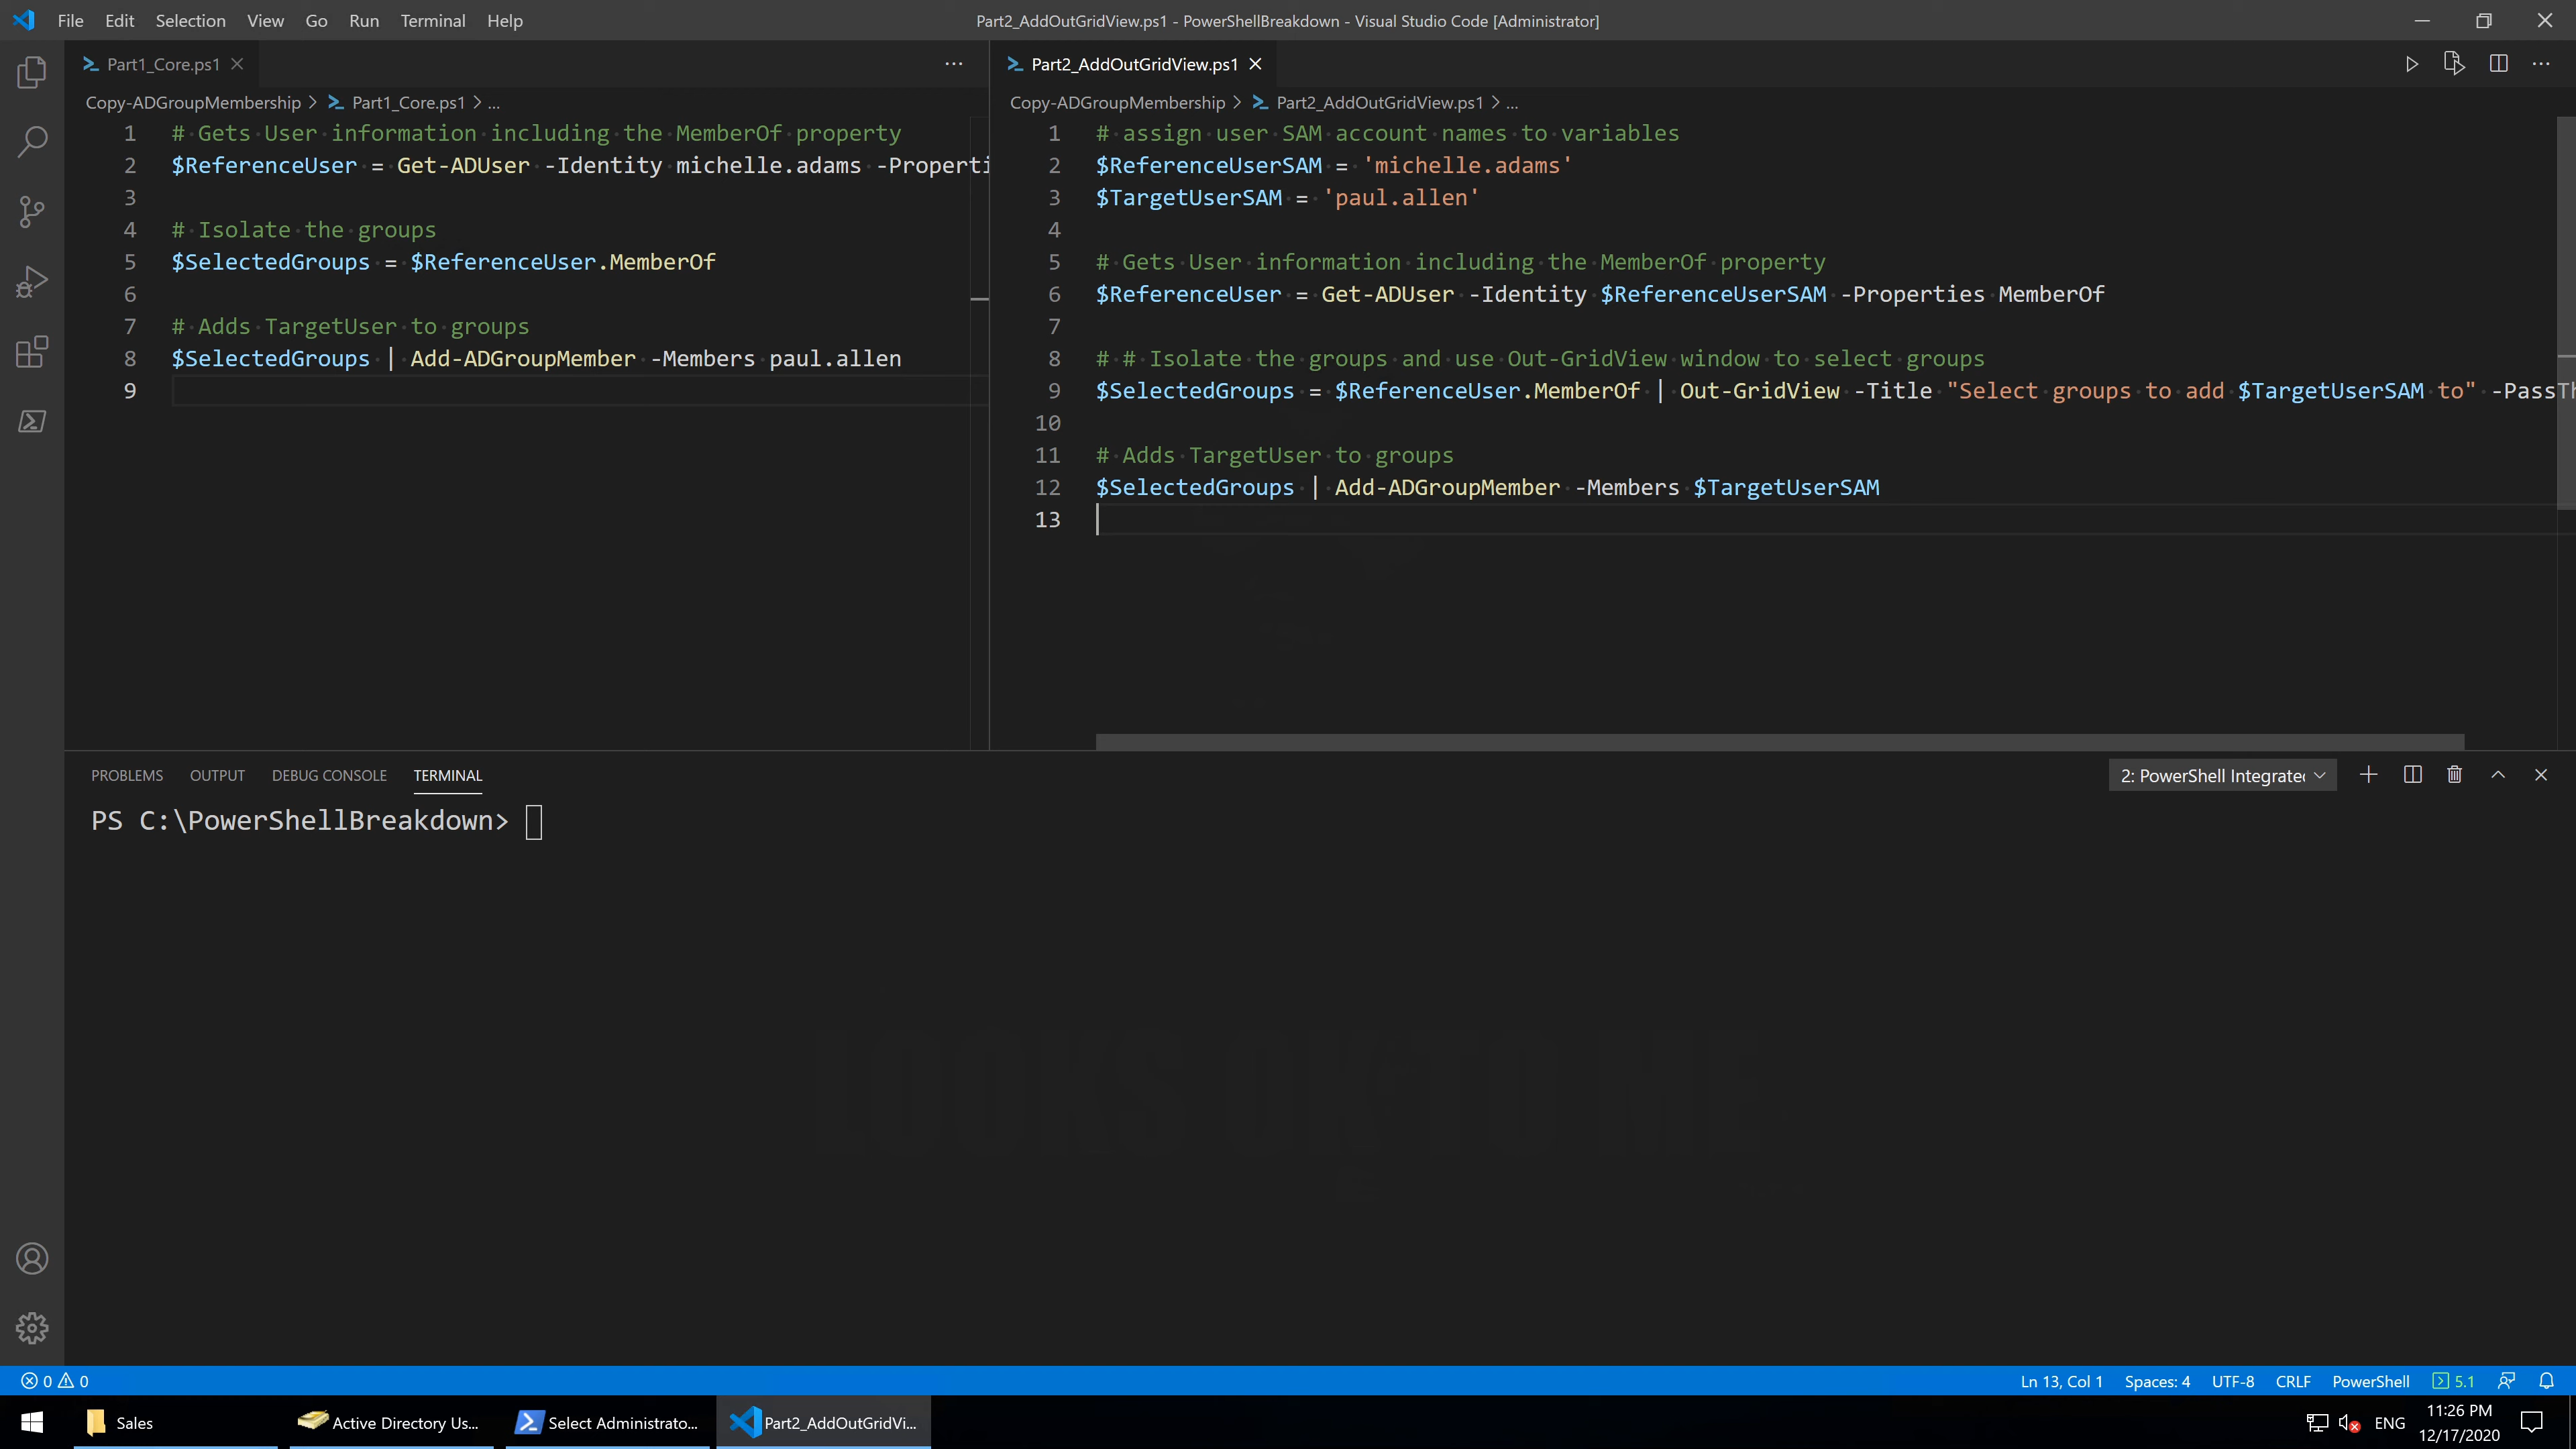 File Edit Selection View Go Run Terminal Help
Part2_AddOutGridView.ps1 - PowerShellBreakdown - Visual Studio Code [Administrator]
Part1_Core.ps1
Copy-ADGroupMembership > Part1_Core.ps1 > ...
1 # Gets User information including the MemberOf property
2 $ReferenceUser = Get-ADUser -Identity michelle.adams -Properti
3
4 # Isolate the groups
5 $SelectedGroups = $ReferenceUser.MemberOf
6
7 # Adds TargetUser to groups
8 $SelectedGroups | Add-ADGroupMember -Members paul.allen
9
Part2_AddOutGridView.ps1
Copy-ADGroupMembership > Part2_AddOutGridView.ps1 > ...
1 # assign user SAM account names to variables
2 $ReferenceUserSAM = 'michelle.adams'
3 $TargetUserSAM = 'paul.allen'
4
5 # Gets User information including the MemberOf property
6 $ReferenceUser = Get-ADUser -Identity $ReferenceUserSAM -Properties MemberOf
7
8 # # Isolate the groups and use Out-GridView window to select groups
9 $SelectedGroups = $ReferenceUser.MemberOf | Out-GridView -Title "Select groups to add $TargetUserSAM to" -PassTh
10
11 # Adds TargetUser to groups
12 $SelectedGroups | Add-ADGroupMember -Members $TargetUserSAM
13
PROBLEMS OUTPUT DEBUG CONSOLE TERMINAL
2: PowerShell Integrated
PS C:\PowerShellBreakdown>
0 0
Ln 13, Col 1 Spaces: 4 UTF-8 CRLF PowerShell 5.1
Sales
Active Directory Us...
Select Administrato...
Part2_AddOutGridVi...
ENG
11:26 PM
12/17/2020